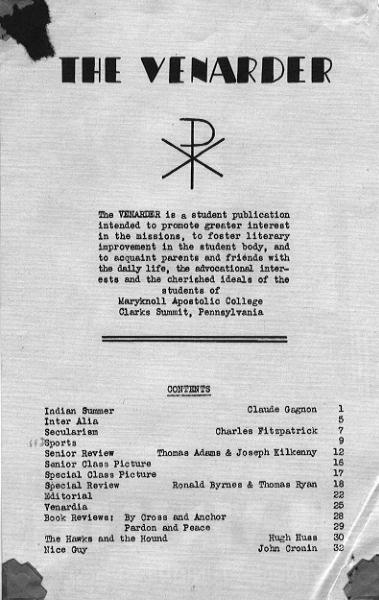 THE VENARDER
The VENARDER is a student publication
intended to promote greater interest
in the missions, to foster literary
improvement in the student body, and
to acquaint parents and friends with
the daily life, the advocational inter-
ests and the cherished ideals of the
students of
Maryknoll Apostolic College
Clarks Summit, Pennsylvania
CONTENTS
Indian Summer Claude Gagnon 1
Inter Alia 5
Secularism Charles Fitzpatrick 7
Sports 9
Senior Review Thomas Adams & Joseph Kilkenny 12
Senior Class Picture 16
Special Class Picture 17
Special Review Ronald Byrnes & Thomas Ryan 18
Editorial 22
Venardia 25
Book Reviews: By Cross and Anchor 28
Pardon and Peace 29
The Hawks and the Hound Hugh Huss 30
Nice Guy John Cronin 32